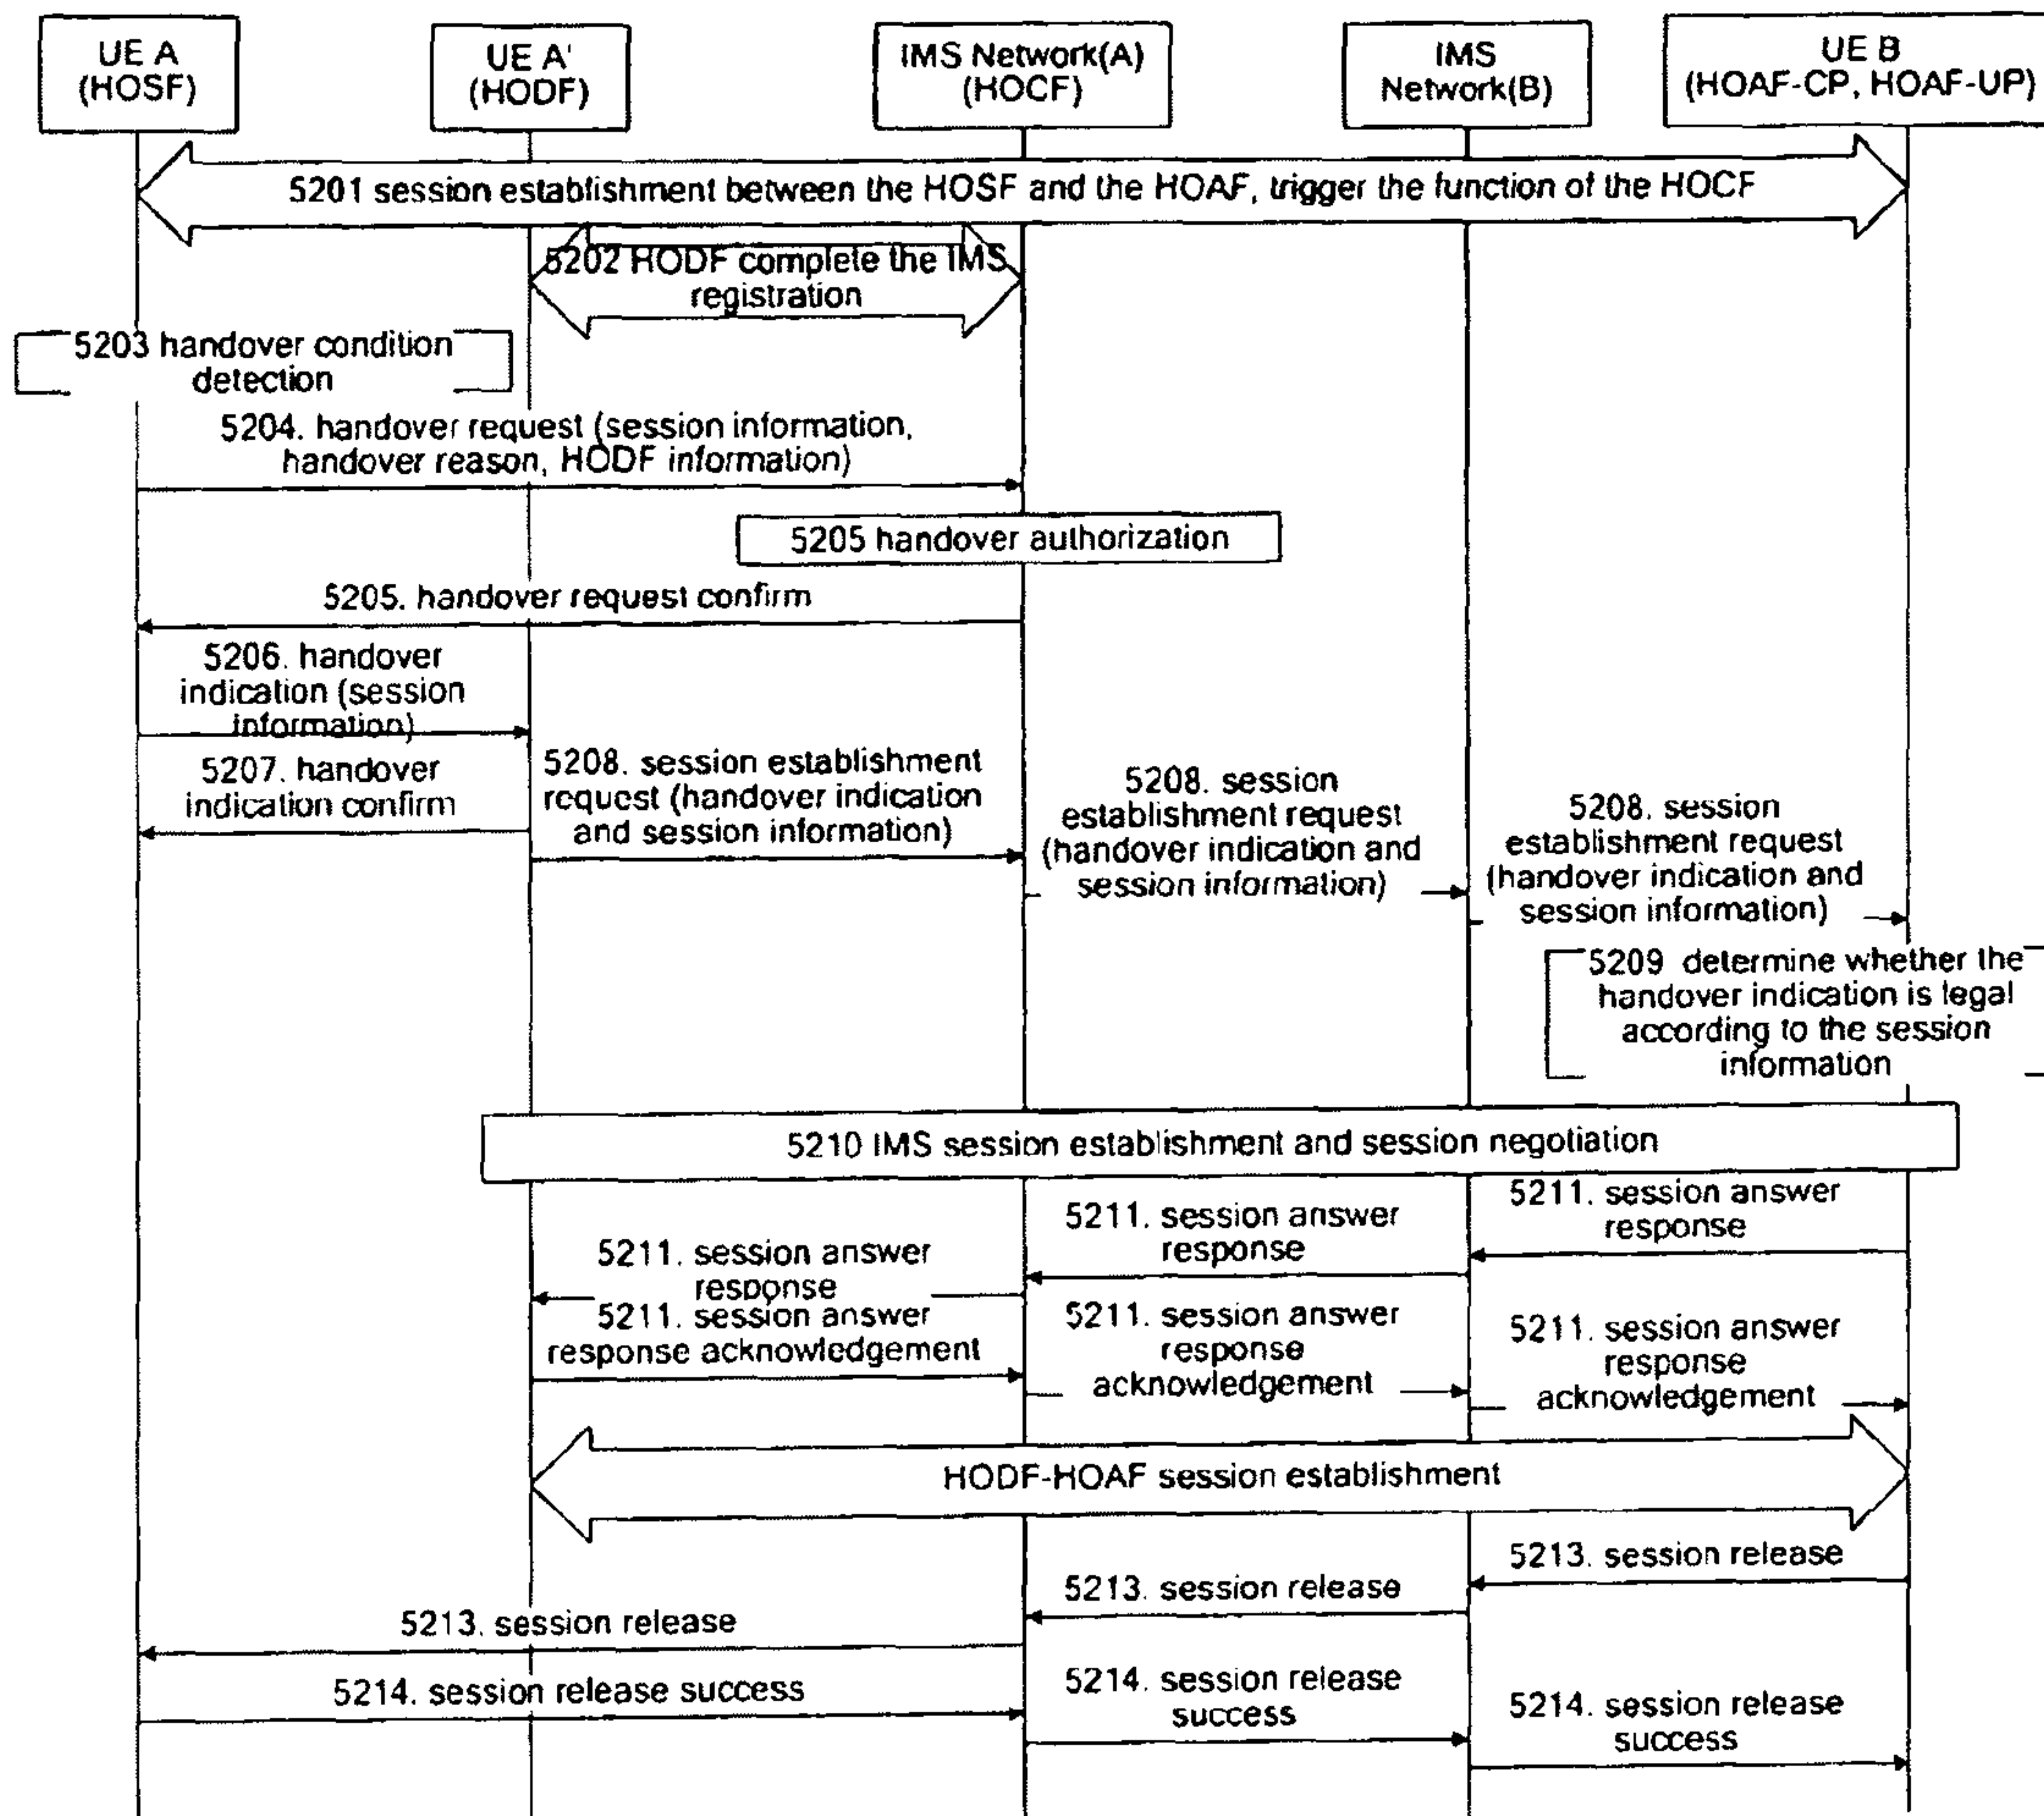 UE A
(HOSF)
UE A'
(HODF)
IMS Network(A)
(HOCF)
IMS
Network(B)
UE B
(HOAF-CP, HOAF-UP)
5201 session establishment between the HOSF and the HOAF, trigger the function of the HOCF
5202 HODF complete the IMS
registration
5203 handover condition
detection
5204. handover request (session information,
handover reason, HODF information)
5205 handover authorization
5205. handover request confirm
5206. handover
indication (session
information)
5207. handover
indication confirm
5208. session establishment
request (handover indication
and session information)
5208. session
establishment request
(handover indication and
session information)
5208. session
establishment request
(handover indication and
session information)
5209 determine whether the
handover indication is legal
according to the session
information
5210 IMS session establishment and session negotiation
5211. session answer
response
5211. session answer
response
5211. session answer
response
5211. session answer
response acknowledgement
5211. session answer
response
acknowledgement
5211. session answer
response
acknowledgement
HODF-HOAF session establishment
5213. session release
5213. session release
5213. session release
5214. session release success
5214. session release
success
5214. session release
success